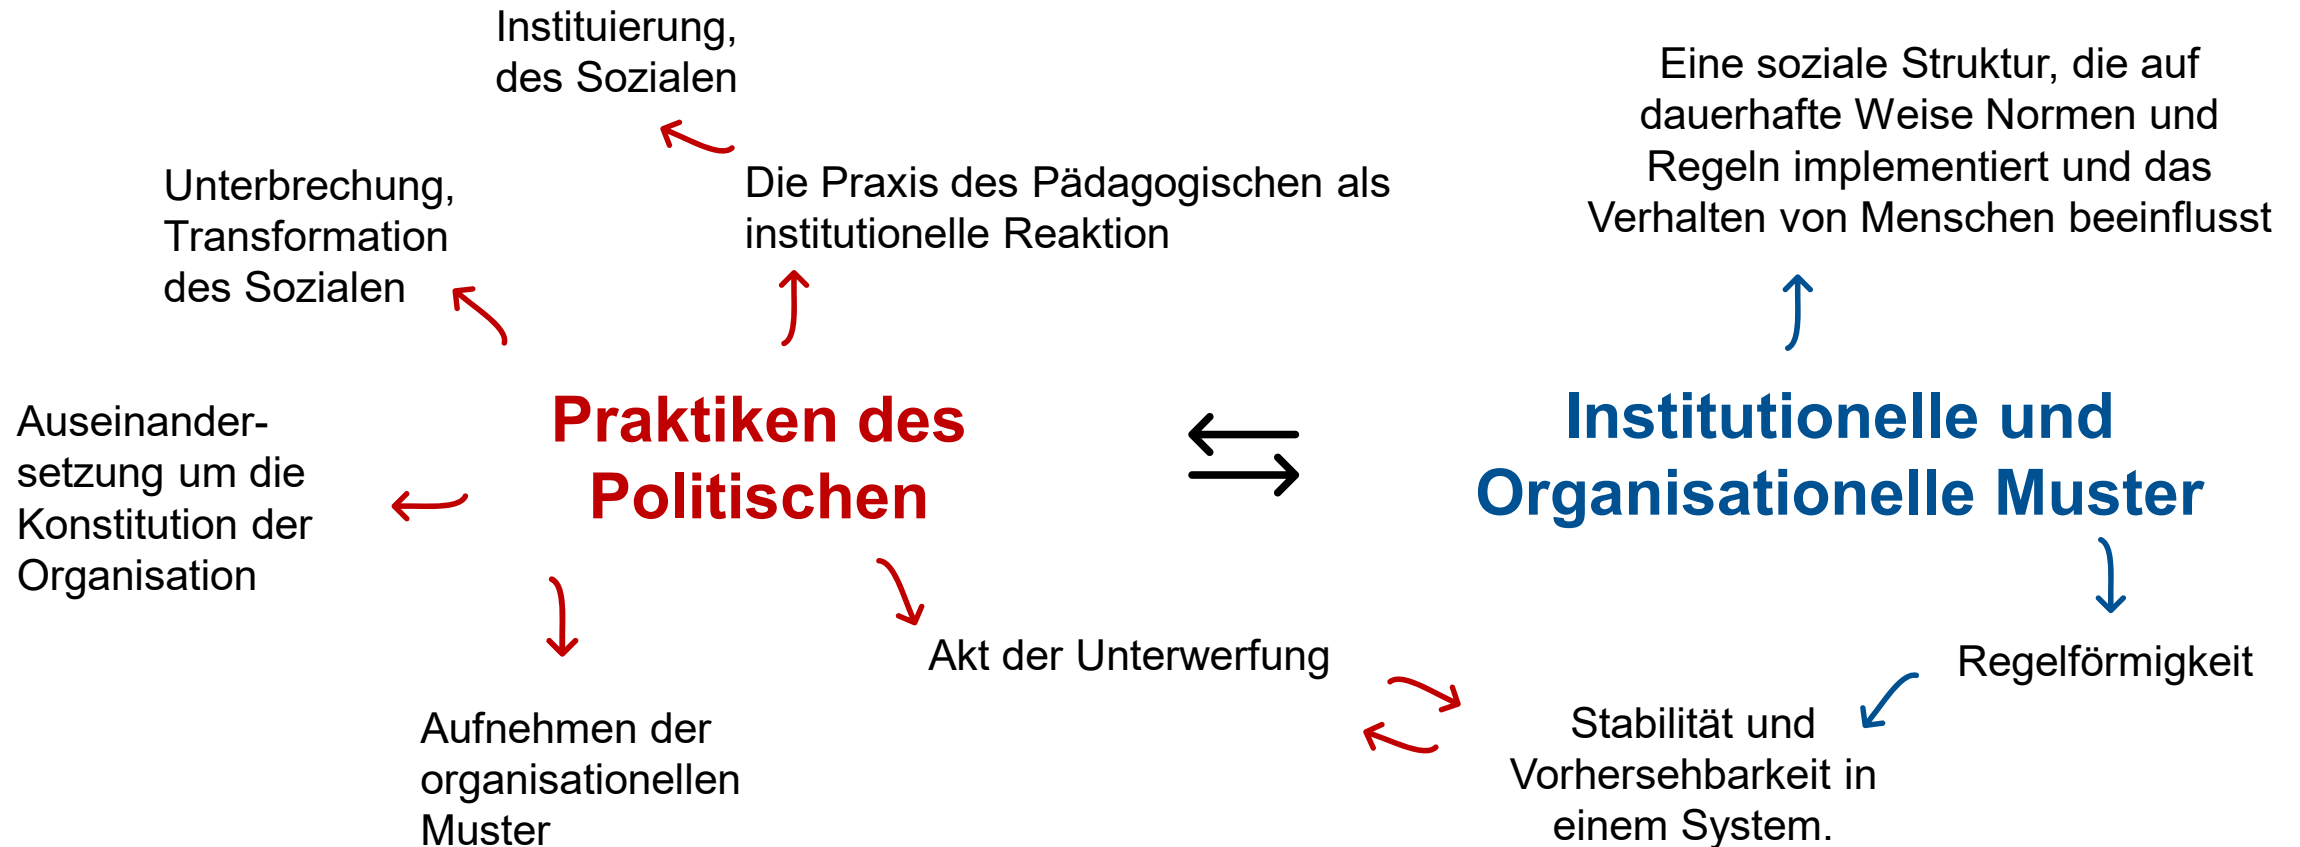 Instituierung,
des Sozialen
Eine soziale Struktur, die auf
dauerhafte Weise Normen und
Regeln implementiert und das
Verhalten von Menschen beeinflusst
Unterbrechung,
Transformation
des Sozialen
Die Praxis des Pädagogischen als
institutionelle Reaktion
Praktiken des
Politischen
Institutionelle und
Organisationelle Muster
Auseinander-
setzung um die
Konstitution der
Organisation
Akt der Unterwerfung
Regelförmigkeit
Aufnehmen der
organisationellen
Muster
Stabilität und
Vorhersehbarkeit in
einem System.